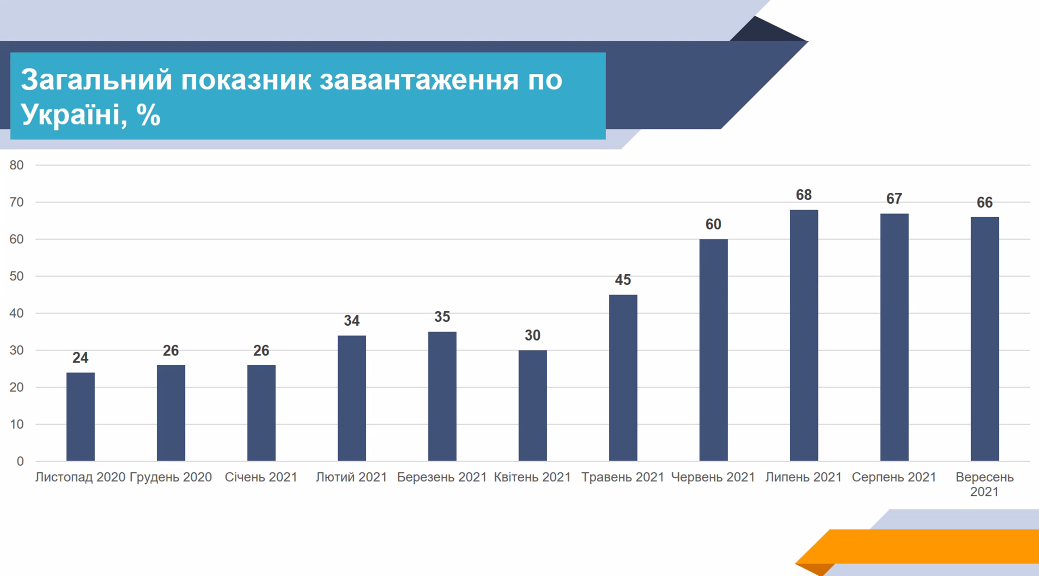 Загальний показник завантаження по
Україні, %
80
70
60
50
40
30
20
10
0
24
26
26
34
35
30
45
60
68
67
66
Листопад 2020
Грудень 2020
Січень 2021
Лютий 2021
Березень 2021
Квітень 2021
Травень 2021
Червень 2021
Липень 2021
Серпень 2021
Вересень
2021